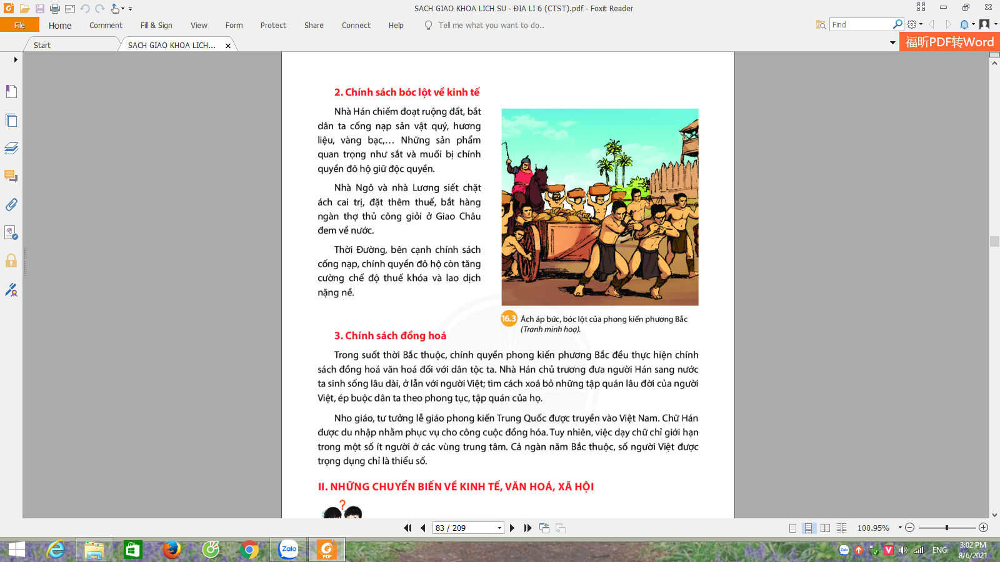 SACH GIAO KHOA LICH SU - ĐIA LI 6 (CTST).pdf - Foxit Reader
File Home Comment Fill & Sign View Form Protect Share Connect Help Tell me what you want to do.. Find
Start SACH GIAO KHOA LICH... 福昕PDF转Word
2. Chính sách bóc lột về kinh tế
Nhà Hán chiếm đoạt ruộng đất, bắt
dân ta cống nạp sản vật quý, hương
liệu, vàng bạc,... Những sản phẩm
quan trọng như sắt và muối bị chính
quyền đô hộ giữ độc quyền.
Nhà Ngô và nhà Lương siết chặt
ách cai trị, đặt thêm thuế, bắt hàng
ngàn thợ thủ công giỏi ở Giao Châu
đem về nước.
Thời Đường, bên cạnh chính sách
cống nạp, chính quyền đô hộ còn tăng
cường chế độ thuế khóa và lao dịch
nặng nề.
16.3 Ách áp bức, bóc lột của phong kiến phương Bắc
(Tranh minh hoạ).
3. Chính sách đồng hoá
Trong suốt thời Bắc thuộc, chính quyền phong kiến phương Bắc đều thực hiện chính
sách đồng hoá văn hoá đối với dân tộc ta. Nhà Hán chủ trương đưa người Hán sang nước
ta sinh sống lâu dài, ở lẫn với người Việt; tìm cách xoá bỏ những tập quán lâu đời của người
Việt, ép buộc dân ta theo phong tục, tập quán của họ.
Nho giáo, tư tưởng lễ giáo phong kiến Trung Quốc được truyền vào Việt Nam. Chữ Hán
được du nhập nhằm phục vụ cho công cuộc đồng hóa. Tuy nhiên, việc dạy chữ chỉ giới hạn
trong một số ít người ở các vùng trung tâm. Cả ngàn năm Bắc thuộc, số người Việt được
trọng dụng chỉ là thiểu số.
II. NHỮNG CHUYỂN BIẾN VỀ KINH TẾ, VĂN HOÁ, XÃ HỘI
?
83 / 209 100.95%
Zalo PDF Zalo ENG 3:02 PM
8/6/2021